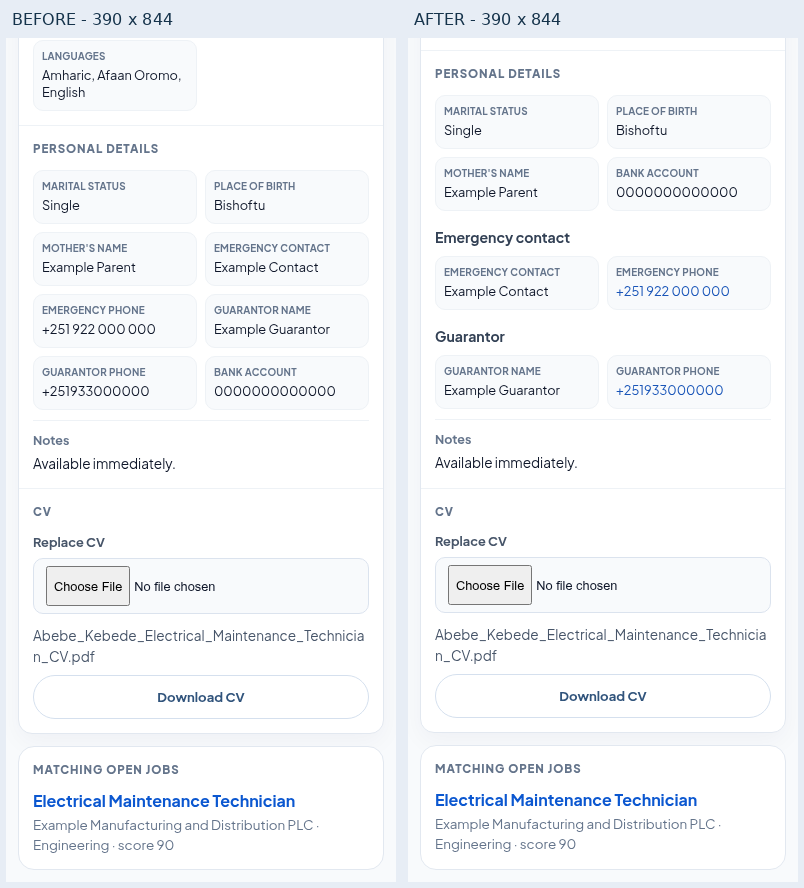 BEFORE - 390 x 844
LANGUAGES
Amharic, Afaan Oromo,
English
PERSONAL DETAILS
MARITAL STATUS
Single
PLACE OF BIRTH
Bishoftu
MOTHER'S NAME
Example Parent
EMERGENCY CONTACT
Example Contact
EMERGENCY PHONE
+251 922 000 000
GUARANTOR NAME
Example Guarantor
GUARANTOR PHONE
+251933000000
BANK ACCOUNT
0000000000000
Notes
Available immediately.
CV
Replace CV
Choose File No file chosen
Abebe_Kebede_Electrical_Maintenance_Technicia
n_CV.pdf
Download CV
MATCHING OPEN JOBS
Electrical Maintenance Technician
Example Manufacturing and Distribution PLC ·
Engineering · score 90
AFTER - 390 x 844
PERSONAL DETAILS
MARITAL STATUS
Single
PLACE OF BIRTH
Bishoftu
MOTHER'S NAME
Example Parent
BANK ACCOUNT
0000000000000
Emergency contact
EMERGENCY CONTACT
Example Contact
EMERGENCY PHONE
+251 922 000 000
Guarantor
GUARANTOR NAME
Example Guarantor
GUARANTOR PHONE
+251933000000
Notes
Available immediately.
CV
Replace CV
Choose File No file chosen
Abebe_Kebede_Electrical_Maintenance_Technicia
n_CV.pdf
Download CV
MATCHING OPEN JOBS
Electrical Maintenance Technician
Example Manufacturing and Distribution PLC ·
Engineering · score 90